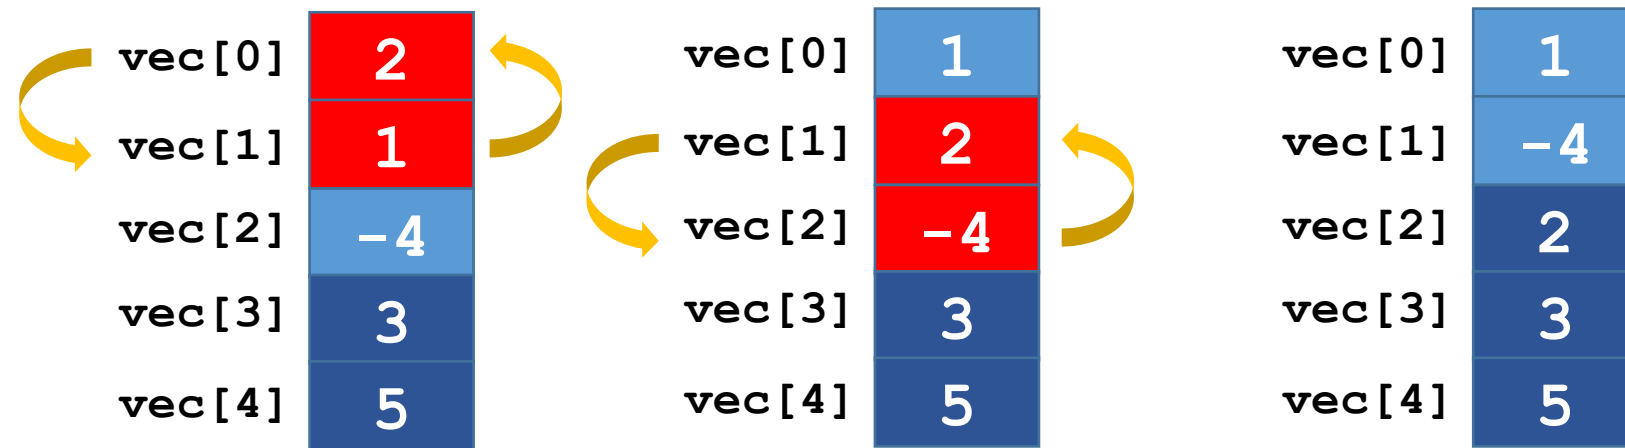 vec[0] 2 vec[0] 1 vec[0] 1
vec[1] 1 vec[1] 2 vec[1] -4
vec[2] -4 vec[2] -4 vec[2] 2
vec[3] 3 vec[3] 3 vec[3] 3
vec[4] 5 vec[4] 5 vec[4] 5